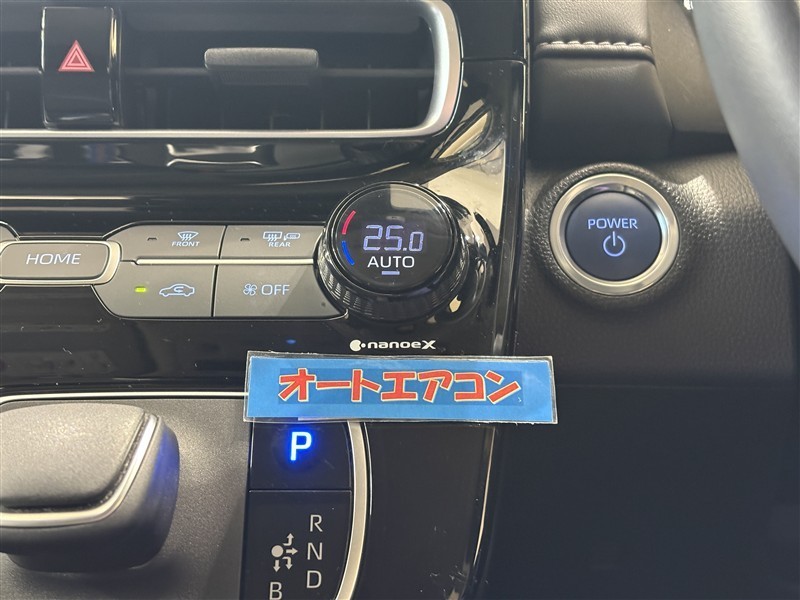 FRONT
REAR
HOME
OFF
25.0
AUTO
POWER
nanoeX
オートエアコン
P
R
N
D
B